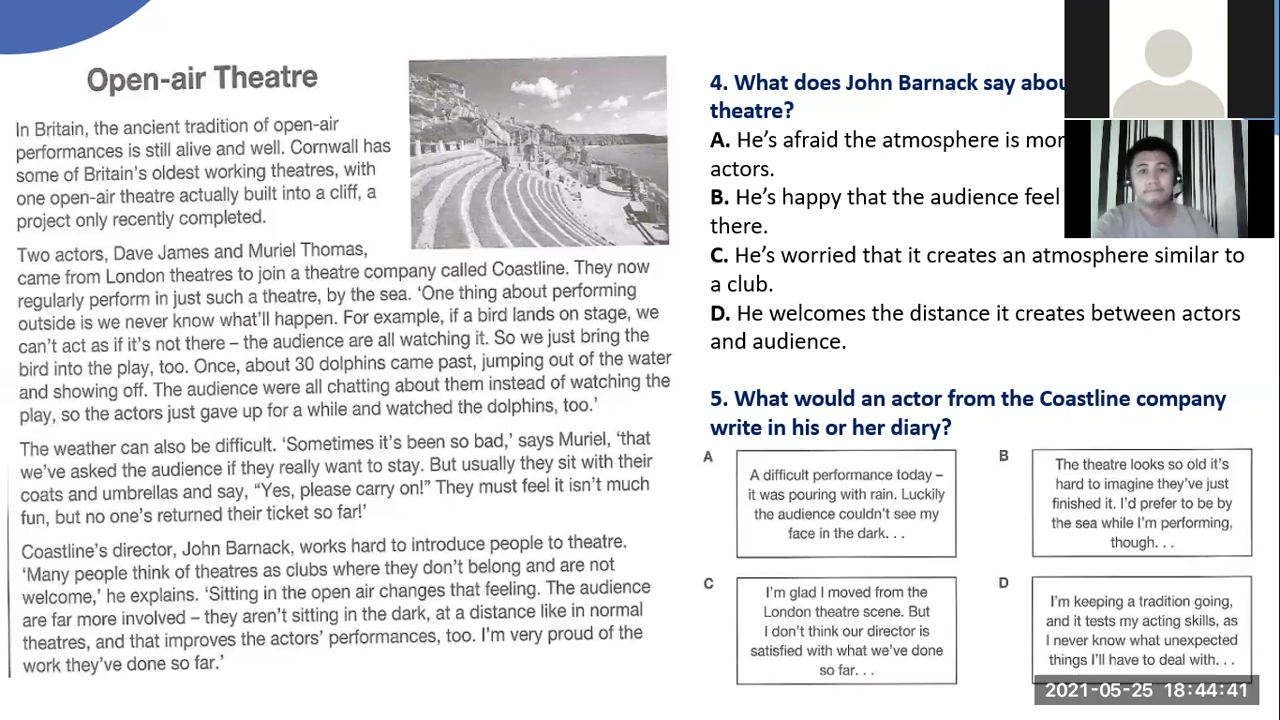 Open-air Theatre
In Britain, the ancient tradition of open-air
performances is still alive and well. Cornwall has
some of Britain's oldest working theatres, with
one open-air theatre actually built into a cliff, a
project only recently completed.
Two actors, Dave James and Muriel Thomas,
came from London theatres to join a theatre company called Coastline. They now
regularly perform in just such a theatre, by the sea. 'One thing about performing
outside is we never know what'll happen. For example, if a bird lands on stage, we
can't act as if it's not there – the audience are all watching it. So we just bring the
bird into the play, too. Once, about 30 dolphins came past, jumping out of the water
and showing off. The audience were all chatting about them instead of watching the
play, so the actors just gave up for a while and watched the dolphins, too.'
The weather can also be difficult. 'Sometimes it's been so bad,' says Muriel, 'that
we've asked the audience if they really want to stay. But usually they sit with their
coats and umbrellas and say, "Yes, please carry on!" They must feel it isn't much
fun, but no one's returned their ticket so far!'
Coastline's director, John Barnack, works hard to introduce people to theatre.
'Many people think of theatres as clubs where they don't belong and are not
welcome,' he explains. 'Sitting in the open air changes that feeling. The audience
are far more involved – they aren't sitting in the dark, at a distance like in normal
theatres, and that improves the actors' performances, too. I'm very proud of the
work they've done so far.'
4. What does John Barnack say
theatre?
A. He's afraid the atmosphere is
actors.
B. He's happy that the audience feel
there.
C. He's worried that it creates an atmosphere similar to
a club.
D. He welcomes the distance it creates between actors
and audience.
5. What would an actor from the Coastline company
write in his or her diary?
A
A difficult performance today –
it was pouring with rain. Luckily
the audience couldn't see my
face in the dark. . .
B
The theatre looks so old it's
hard to imagine they've just
finished it. I'd prefer to be by
the sea while I'm performing,
though. . .
C
I'm glad I moved from the
London theatre scene. But
I don't think our director is
satisfied with what we've done
so far. . .
D
I'm keeping a tradition going,
and it tests my acting skills, as
I never know what unexpected
things I'll have to deal with. . .
2021-05-25 18:44:41